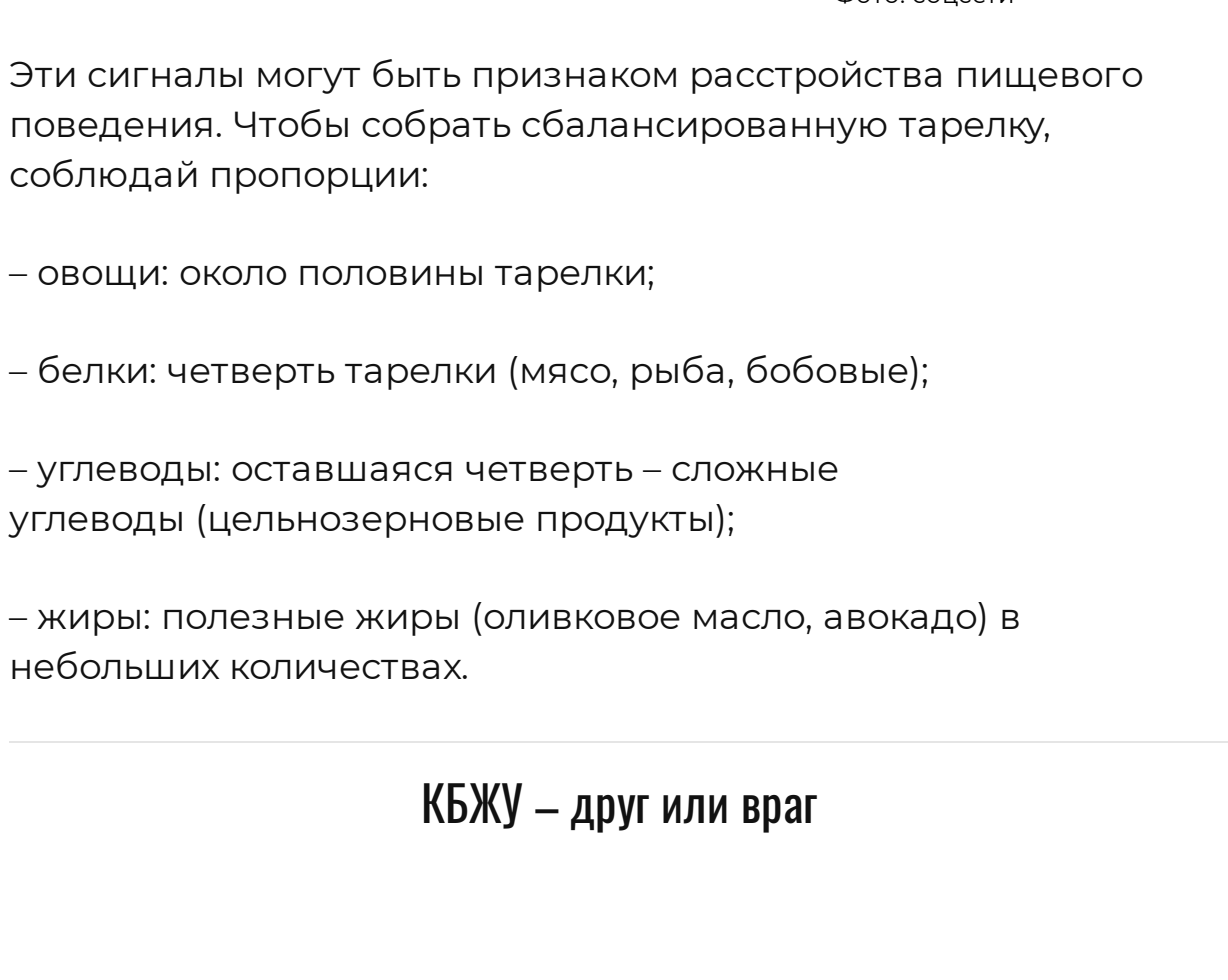 Фото: соцсети
Эти сигналы могут быть признаком расстройства пищевого
поведения. Чтобы собрать сбалансированную тарелку,
соблюдай пропорции:
– овощи: около половины тарелки;
– белки: четверть тарелки (мясо, рыба, бобовые);
– углеводы: оставшаяся четверть – сложные
углеводы (цельнозерновые продукты);
– жиры: полезные жиры (оливковое масло, авокадо) в
небольших количествах.
КБЖУ – друг или враг